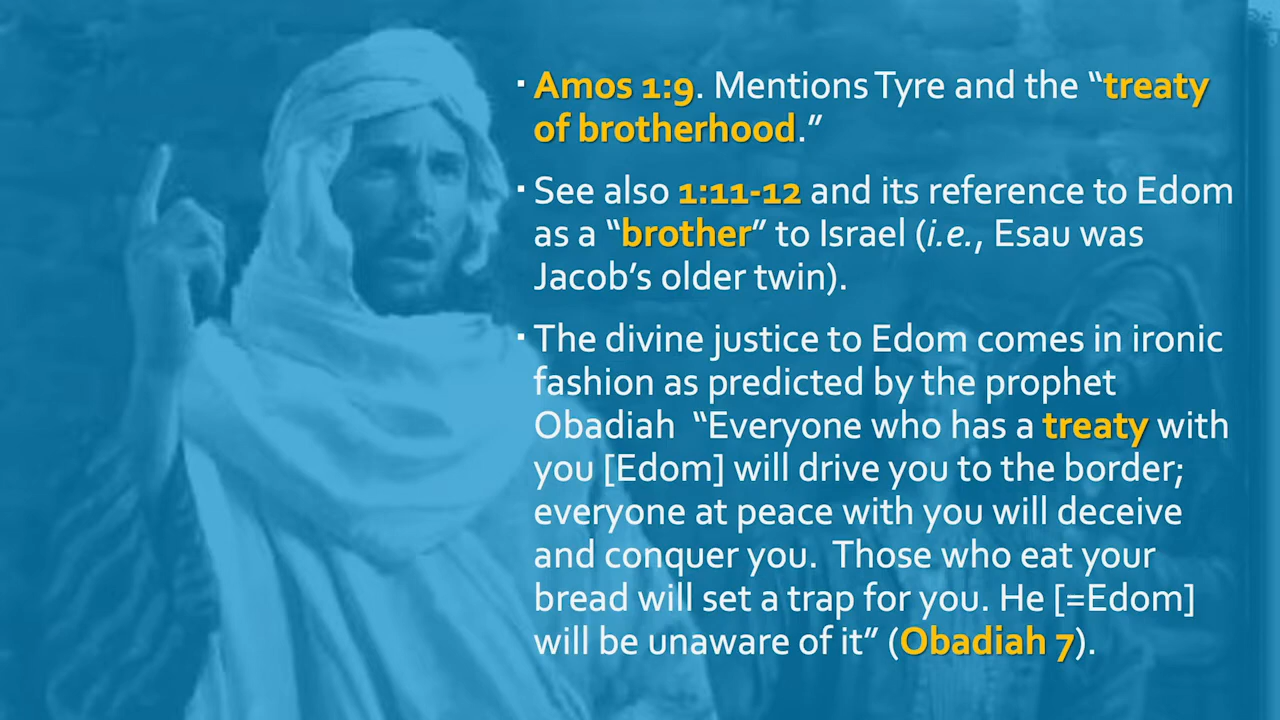 ▪ Amos 1:9. Mentions Tyre and the “treaty
of brotherhood.”
▪ See also 1:11-12 and its reference to Edom
as a “brother” to Israel (i.e., Esau was
Jacob’s older twin).
▪ The divine justice to Edom comes in ironic
fashion as predicted by the prophet
Obadiah “Everyone who has a treaty with
you [Edom] will drive you to the border;
everyone at peace with you will deceive
and conquer you. Those who eat your
bread will set a trap for you. He [=Edom]
will be unaware of it” (Obadiah 7).